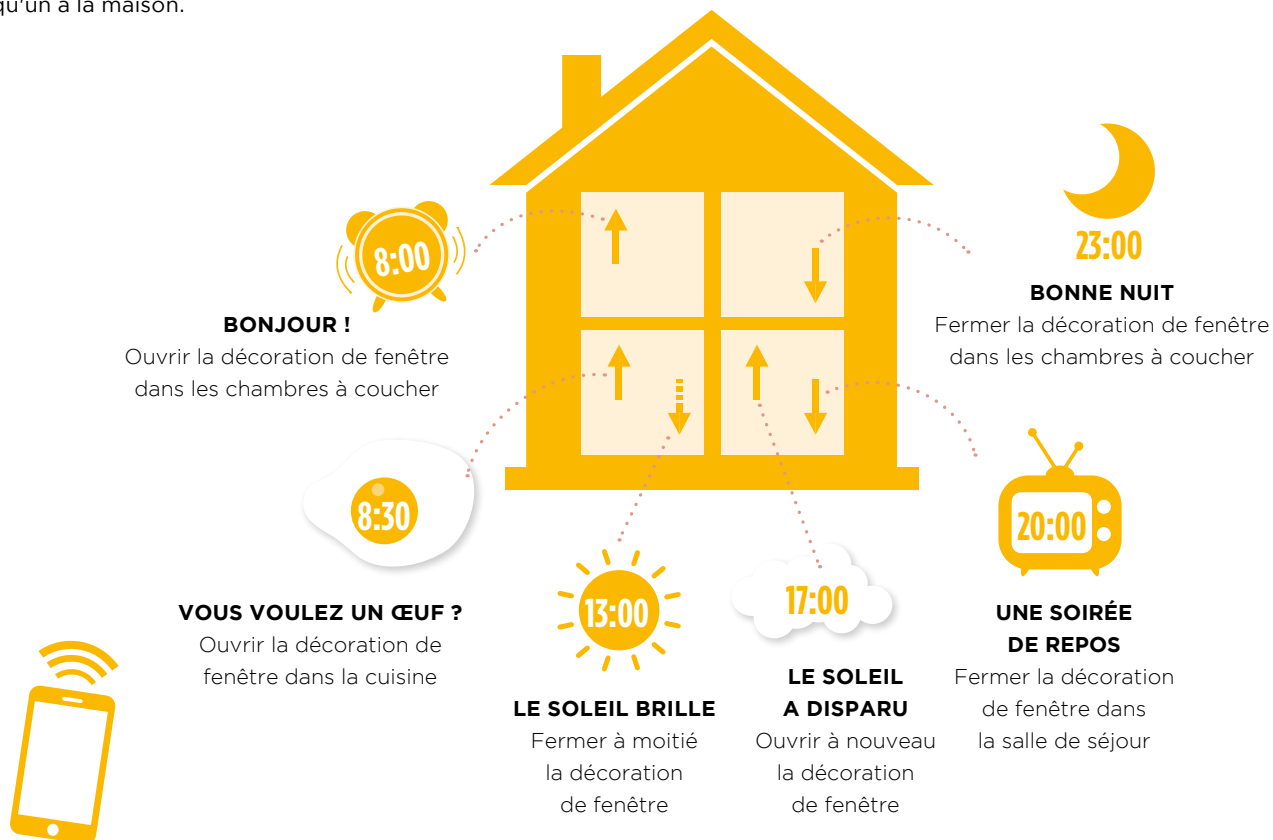 qu'un à la maison.
8:00
BONJOUR !
Ouvrir la décoration de fenêtre
dans les chambres à coucher
23:00
BONNE NUIT
Fermer la décoration de fenêtre
dans les chambres à coucher
8:30
VOUS VOULEZ UN ŒUF ?
Ouvrir la décoration de
fenêtre dans la cuisine
13:00
LE SOLEIL BRILLE
Fermer à moitié
la décoration
de fenêtre
17:00
LE SOLEIL
A DISPARU
Ouvrir à nouveau
la décoration
de fenêtre
20:00
UNE SOIRÉE
DE REPOS
Fermer la décoration
de fenêtre dans
la salle de séjour